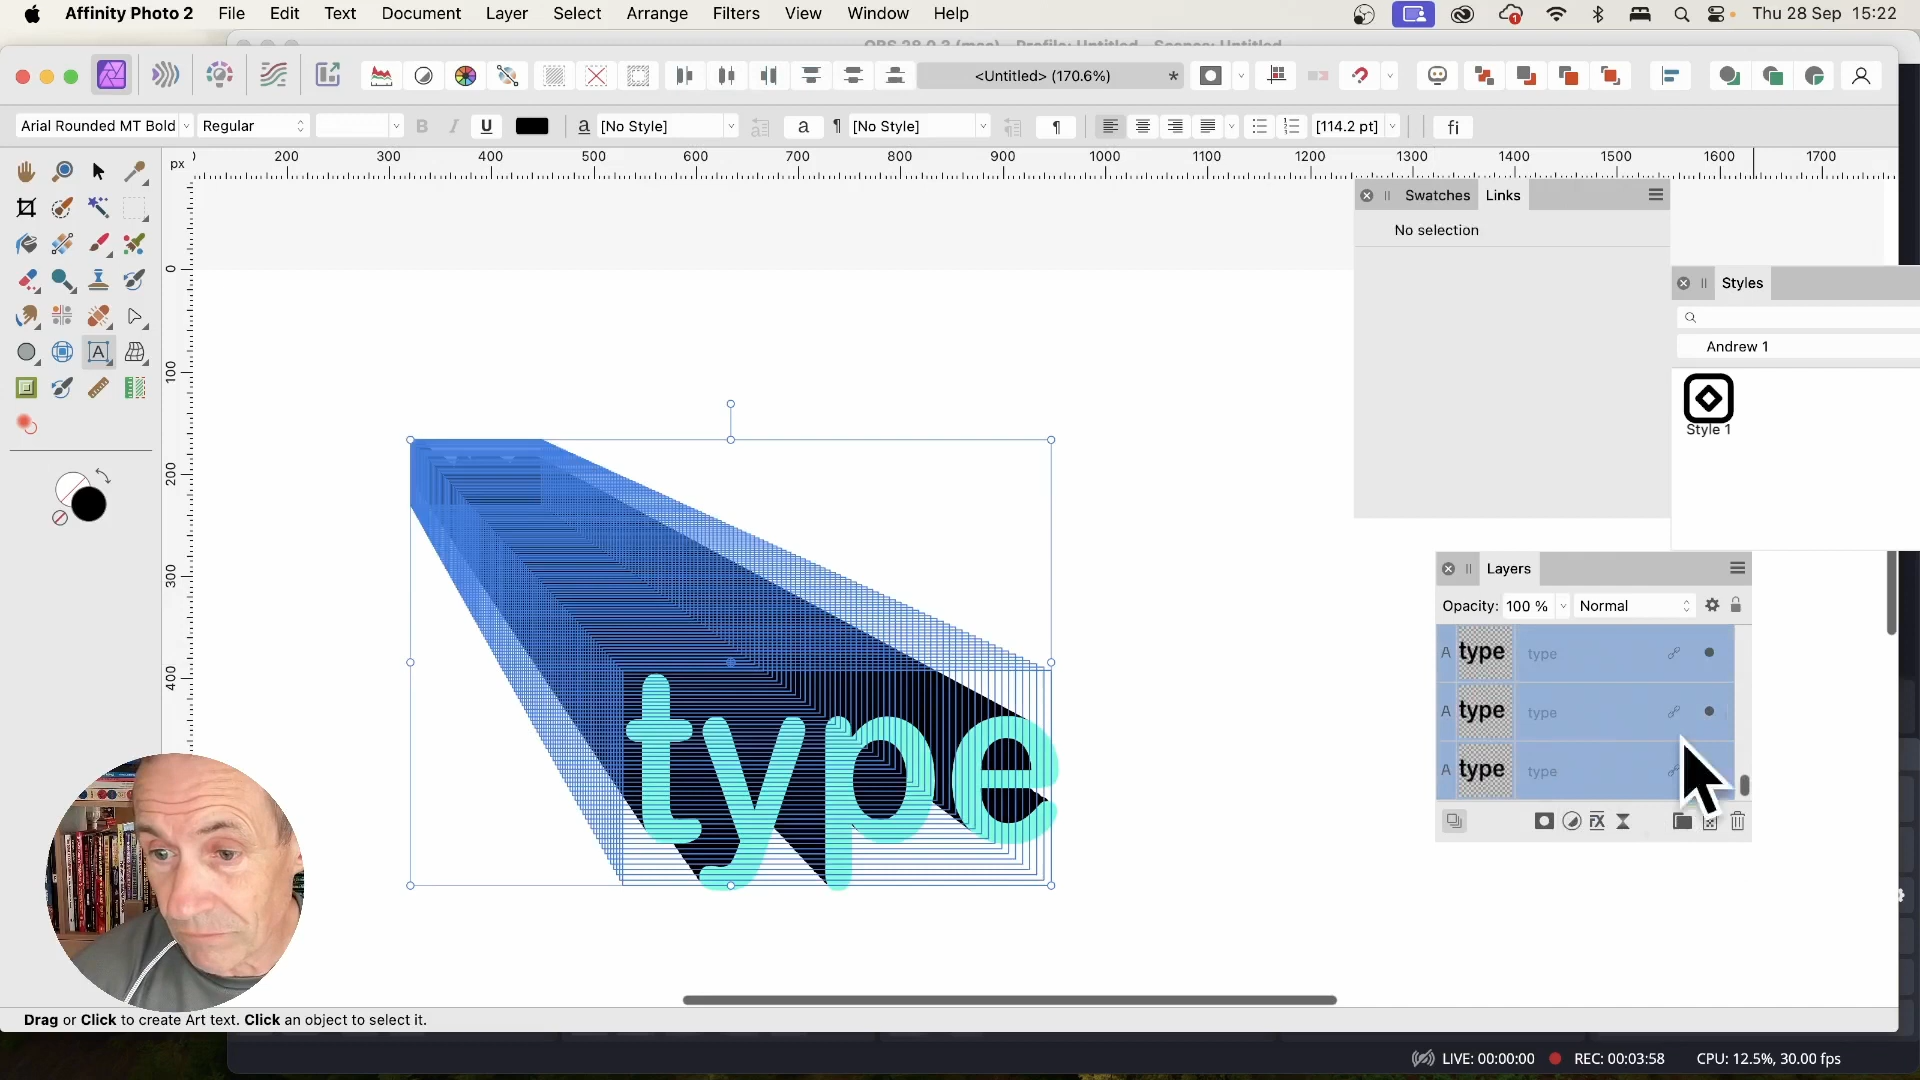 Affinity Photo 2 File Edit Text Document Layer Select Arrange Filters View Window Help Thu 28 Sep 15:22
<Untitled> (170.6%) *
Arial Rounded MT Bold Regular B I U a [No Style] a ¶ [No Style] ¶ [114.2 pt] fi
px 200 300 400 500 600 700 800 900 1000 1100 1200 1300 1400 1500 1600 1700
0
100
200
300
400
Swatches Links
No selection
Styles
Andrew 1
Style 1
type
Layers
Opacity: 100 % Normal
A type type
A type type
A type type
Drag or Click to create Art text. Click an object to select it.
LIVE: 00:00:00 REC: 00:03:58 CPU: 12.5%, 30.00 fps